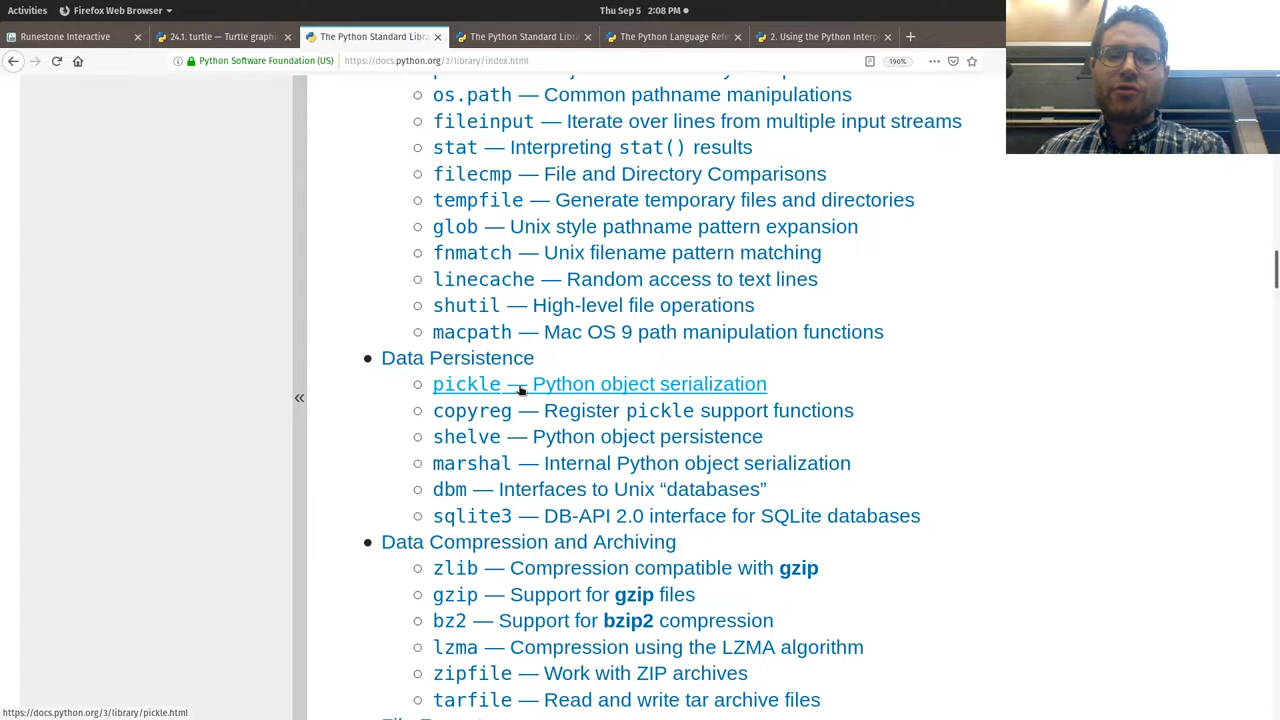 Activities
Firefox Web Browser
Thu Sep 5 2:08 PM
Runestone Interactive
24.1. turtle — Turtle graphi
The Python Standard Libra
The Python Standard Libra
The Python Language Refe
2. Using the Python Interp
Python Software Foundation (US)
https://docs.python.org/3/library/index.html
190%
os.path — Common pathname manipulations
fileinput — Iterate over lines from multiple input streams
stat — Interpreting stat() results
filecmp — File and Directory Comparisons
tempfile — Generate temporary files and directories
glob — Unix style pathname pattern expansion
fnmatch — Unix filename pattern matching
linecache — Random access to text lines
shutil — High-level file operations
macpath — Mac OS 9 path manipulation functions
Data Persistence
pickle — Python object serialization
copyreg — Register pickle support functions
shelve — Python object persistence
marshal — Internal Python object serialization
dbm — Interfaces to Unix “databases”
sqlite3 — DB-API 2.0 interface for SQLite databases
Data Compression and Archiving
zlib — Compression compatible with gzip
gzip — Support for gzip files
bz2 — Support for bzip2 compression
lzma — Compression using the LZMA algorithm
zipfile — Work with ZIP archives
tarfile — Read and write tar archive files
https://docs.python.org/3/library/pickle.html